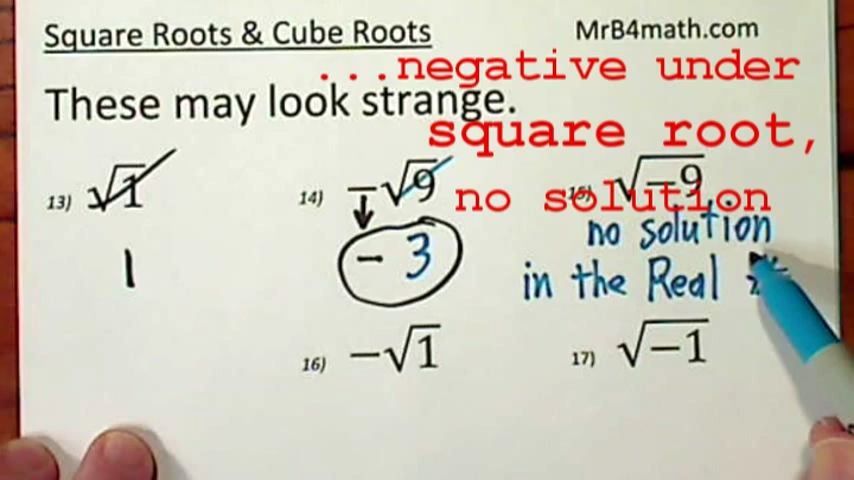 Square Roots & Cube Roots MrB4math.com
...negative under
These may look strange.
square root,
13) √1 14) −√9 15) √−9
no solution
1 - 3 no solution
in the Real
16) −√1 17) √−1